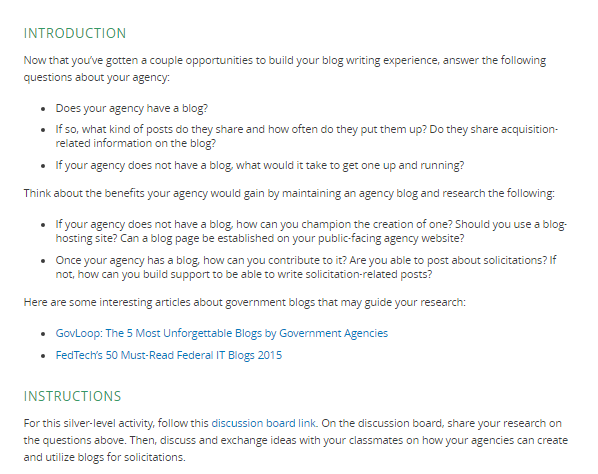 INTRODUCTION
Now that you've gotten a couple opportunities to build your blog writing experience, answer the following
questions about your agency:
• Does your agency have a blog?
• If so, what kind of posts do they share and how often do they put them up? Do they share acquisition-
related information on the blog?
• If your agency does not have a blog, what would it take to get one up and running?
Think about the benefits your agency would gain by maintaining an agency blog and research the following:
• If your agency does not have a blog, how can you champion the creation of one? Should you use a blog-
hosting site? Can a blog page be established on your public-facing agency website?
• Once your agency has a blog, how can you contribute to it? Are you able to post about solicitations? If
not, how can you build support to be able to write solicitation-related posts?
Here are some interesting articles about government blogs that may guide your research:
• GovLoop: The 5 Most Unforgettable Blogs by Government Agencies
• FedTech's 50 Must-Read Federal IT Blogs 2015
INSTRUCTIONS
For this silver-level activity, follow this discussion board link. On the discussion board, share your research on
the questions above. Then, discuss and exchange ideas with your classmates on how your agencies can create
and utilize blogs for solicitations.